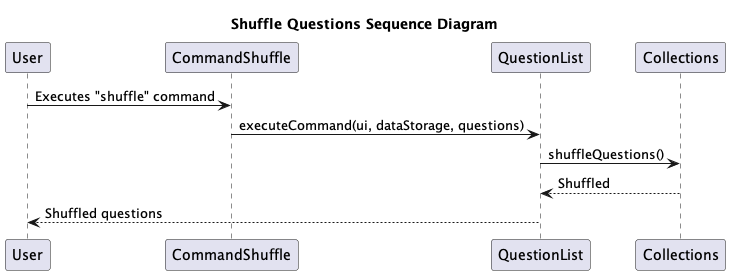 Shuffle Questions Sequence Diagram
User CommandShuffle QuestionList Collections
Executes "shuffle" command
executeCommand(ui, dataStorage, questions)
shuffleQuestions()
Shuffled
Shuffled questions
User CommandShuffle QuestionList Collections